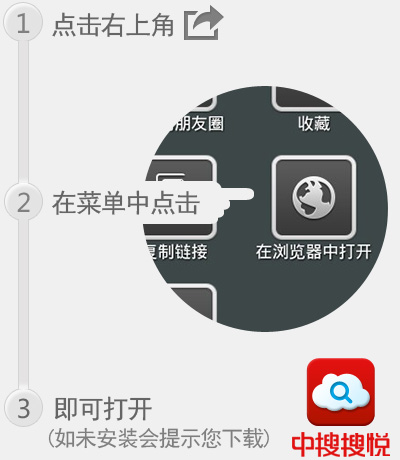 1 点击右上角
朋友圈 收藏
2 在菜单中点击
复制链接 在浏览器中打开
3 即可打开
(如未安装会提示您下载)
中搜搜悦